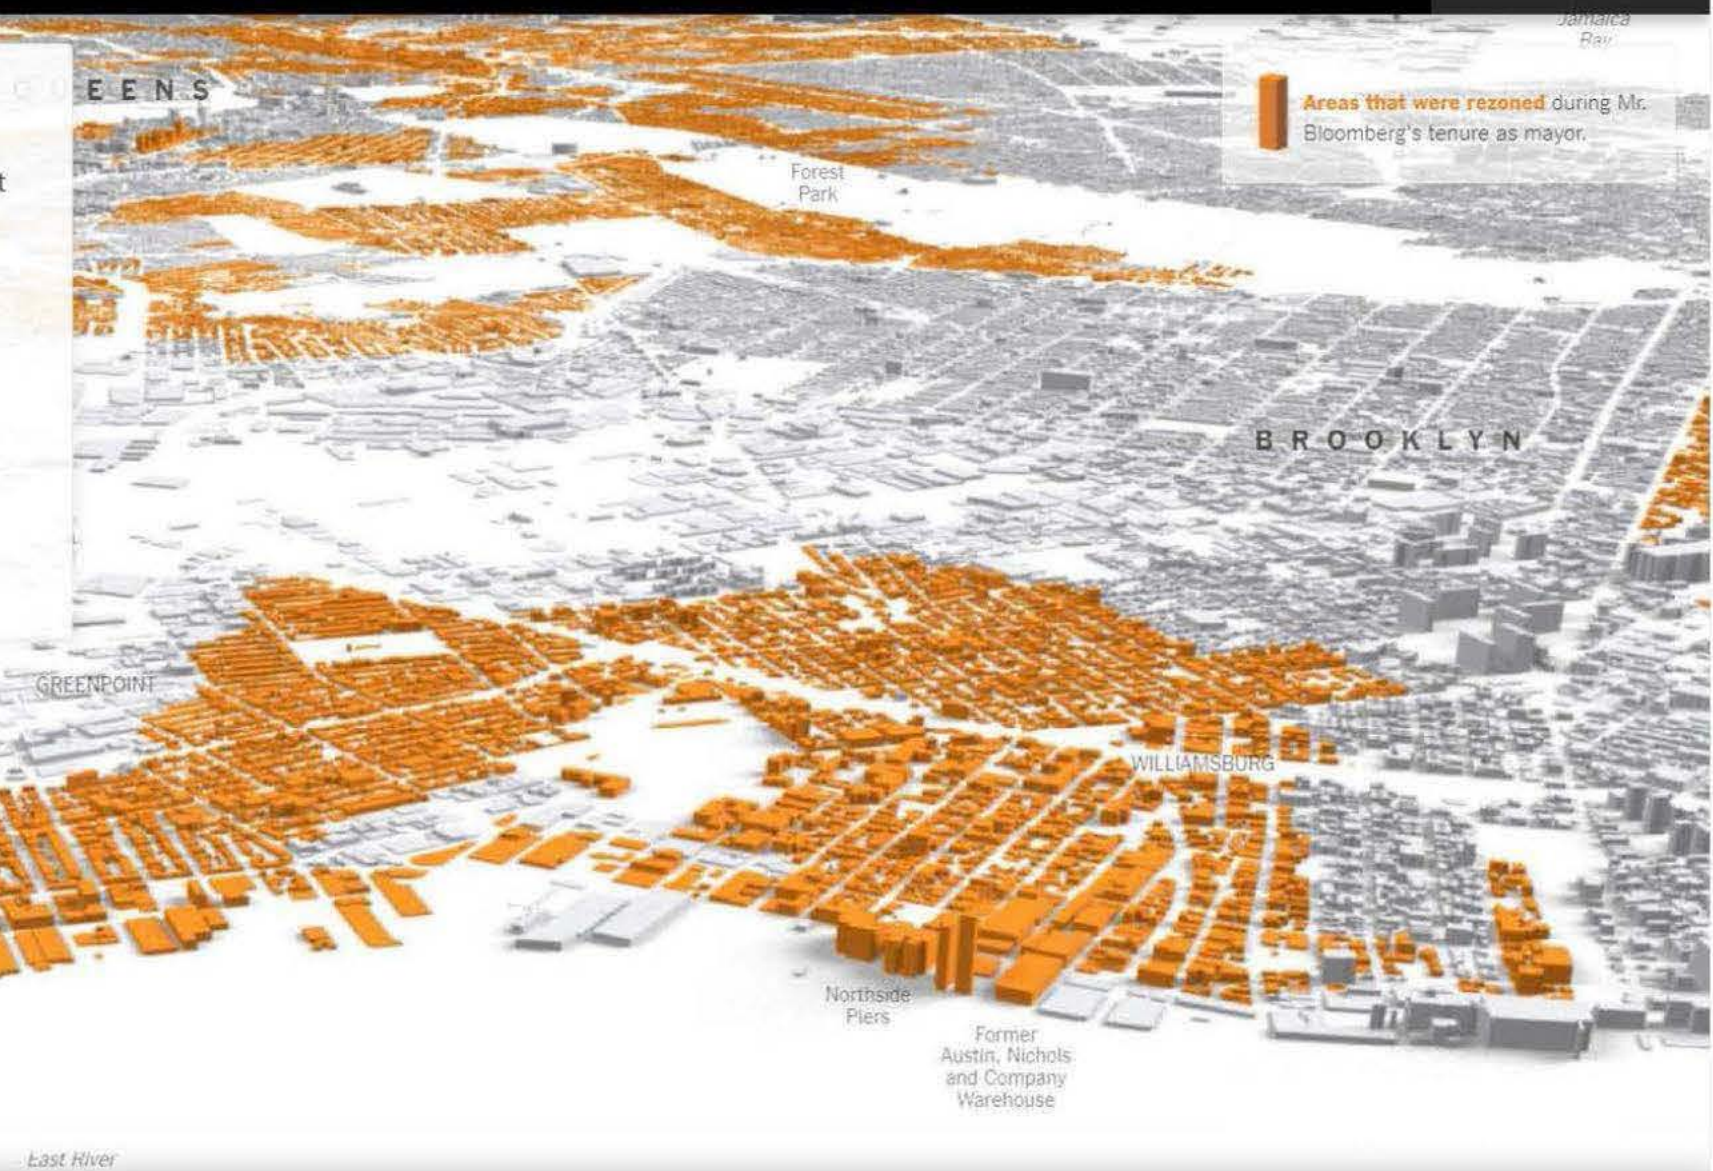 Jamaica
Bay
QUEENS
Areas that were rezoned during Mr.
Bloomberg's tenure as mayor.
t
Forest
Park
BROOKLYN
GREENPOINT
WILLIAMSBURG
Northside
Piers
Former
Austin, Nichols
and Company
Warehouse
East River